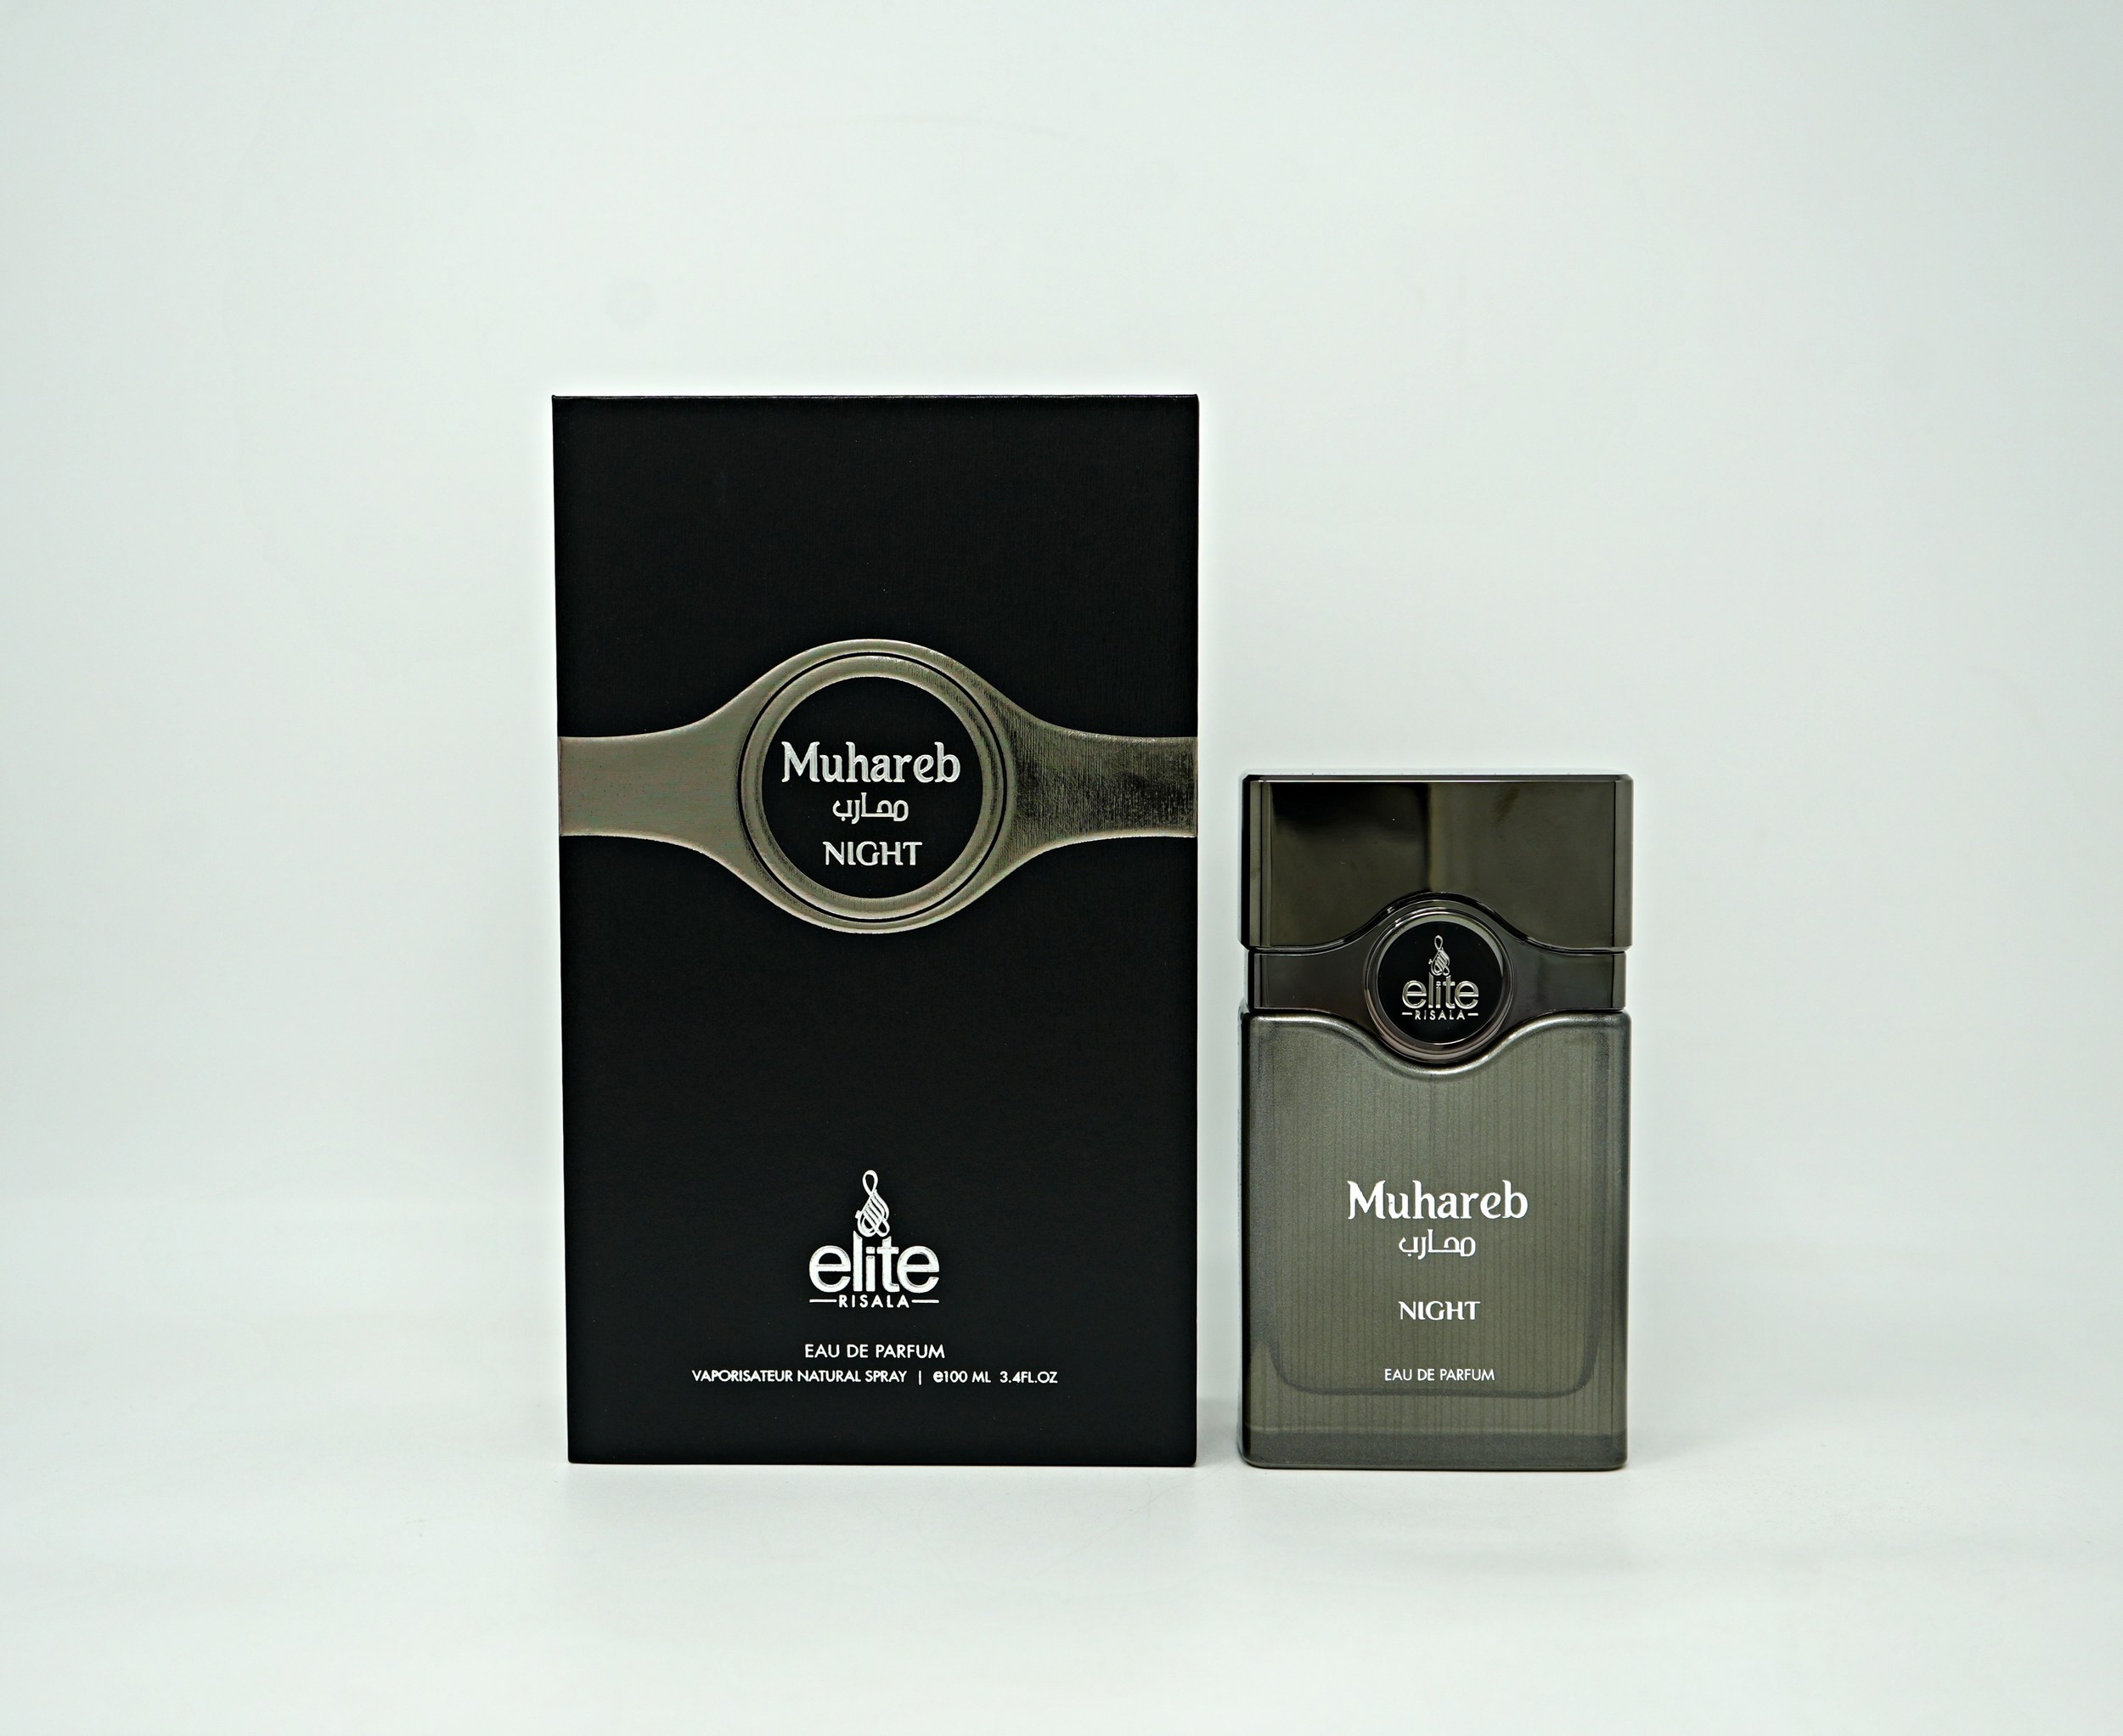 Muhareb
محارب
NIGHT
elite
RISALA
EAU DE PARFUM
VAPORISATEUR NATURAL SPRAY | e100 ML 3.4FL.OZ
elite
RISALA
Muhareb
محارب
NIGHT
EAU DE PARFUM